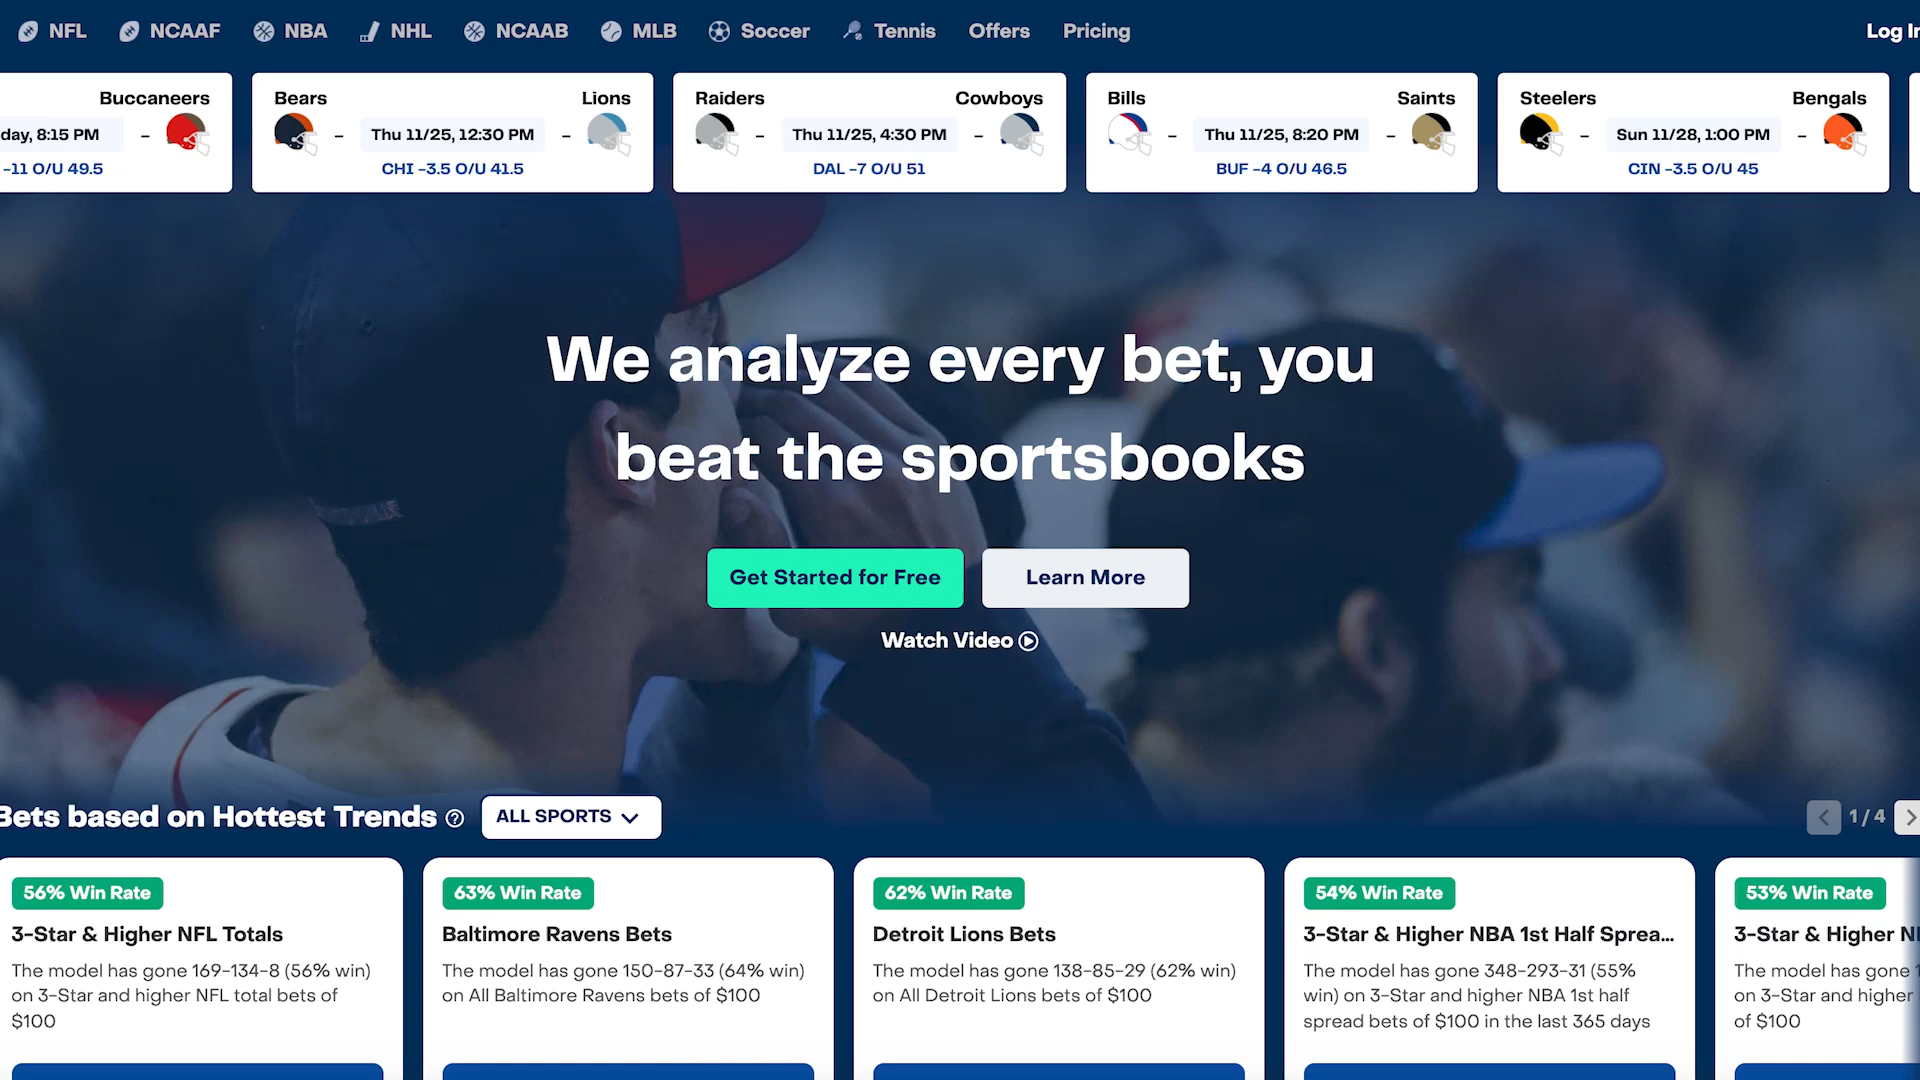 NFL NCAAF NBA NHL NCAAB MLB Soccer Tennis Offers Pricing Log In
Buccaneers
day, 8:15 PM –
-11 O/U 49.5
Bears Lions
– Thu 11/25, 12:30 PM –
CHI -3.5 O/U 41.5
Raiders Cowboys
– Thu 11/25, 4:30 PM –
DAL -7 O/U 51
Bills Saints
– Thu 11/25, 8:20 PM –
BUF -4 O/U 46.5
Steelers Bengals
– Sun 11/28, 1:00 PM –
CIN -3.5 O/U 45
We analyze every bet, you
beat the sportsbooks
Get Started for Free Learn More
Watch Video
Bets based on Hottest Trends ? ALL SPORTS 1 / 4
56% Win Rate
3-Star & Higher NFL Totals
The model has gone 169-134-8 (56% win)
on 3-Star and higher NFL total bets of
$100
63% Win Rate
Baltimore Ravens Bets
The model has gone 150-87-33 (64% win)
on All Baltimore Ravens bets of $100
62% Win Rate
Detroit Lions Bets
The model has gone 138-85-29 (62% win)
on All Detroit Lions bets of $100
54% Win Rate
3-Star & Higher NBA 1st Half Sprea...
The model has gone 348-293-31 (55%
win) on 3-Star and higher NBA 1st half
spread bets of $100 in the last 365 days
53% Win Rate
3-Star & Higher
The model has gone
on 3-Star and higher
of $100